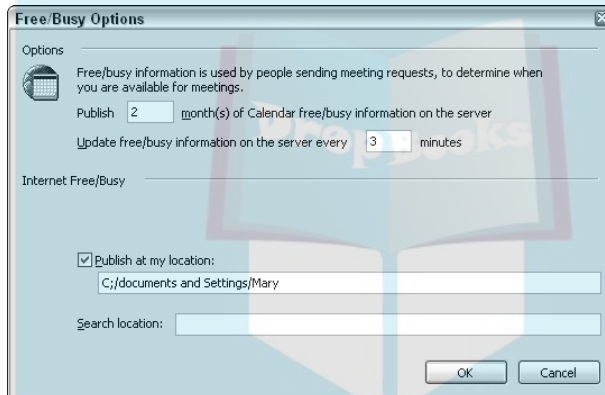 Free/Busy Options
Options
Free/busy information is used by people sending meeting requests, to determine when
you are available for meetings.
Publish 2 month(s) of Calendar free/busy information on the server
Update free/busy information on the server every 3 minutes
Drop Books
Internet Free/Busy
Publish at my location:
C;/documents and Settings/Mary
Search location:
OK Cancel